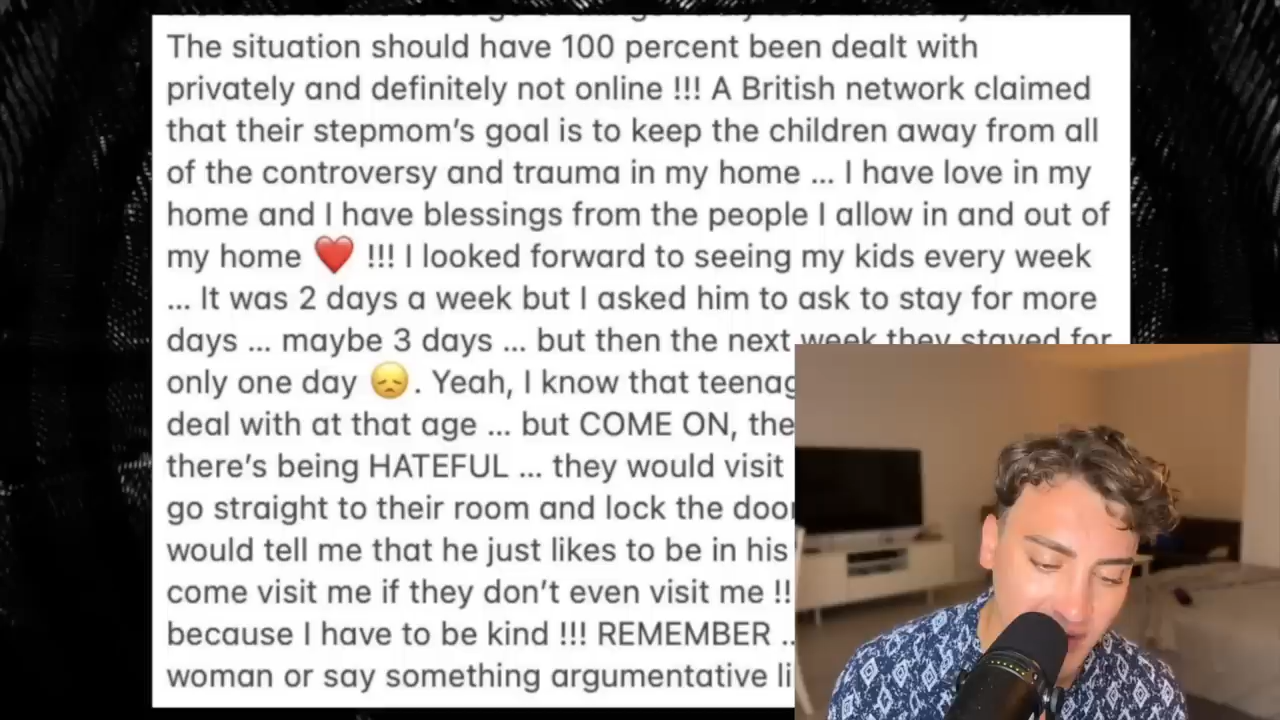 The situation should have 100 percent been dealt with
privately and definitely not online !!! A British network claimed
that their stepmom's goal is to keep the children away from all
of the controversy and trauma in my home ... I have love in my
home and I have blessings from the people I allow in and out of
my home ❤️ !!! I looked forward to seeing my kids every week
... It was 2 days a week but I asked him to ask to stay for more
days ... maybe 3 days ... but then the next week they stayed for
only one day 😞. Yeah, I know that teenag
deal with at that age ... but COME ON, the
there's being HATEFUL ... they would visit
go straight to their room and lock the door
would tell me that he just likes to be in his
come visit me if they don't even visit me !!
because I have to be kind !!! REMEMBER ..
woman or say something argumentative li